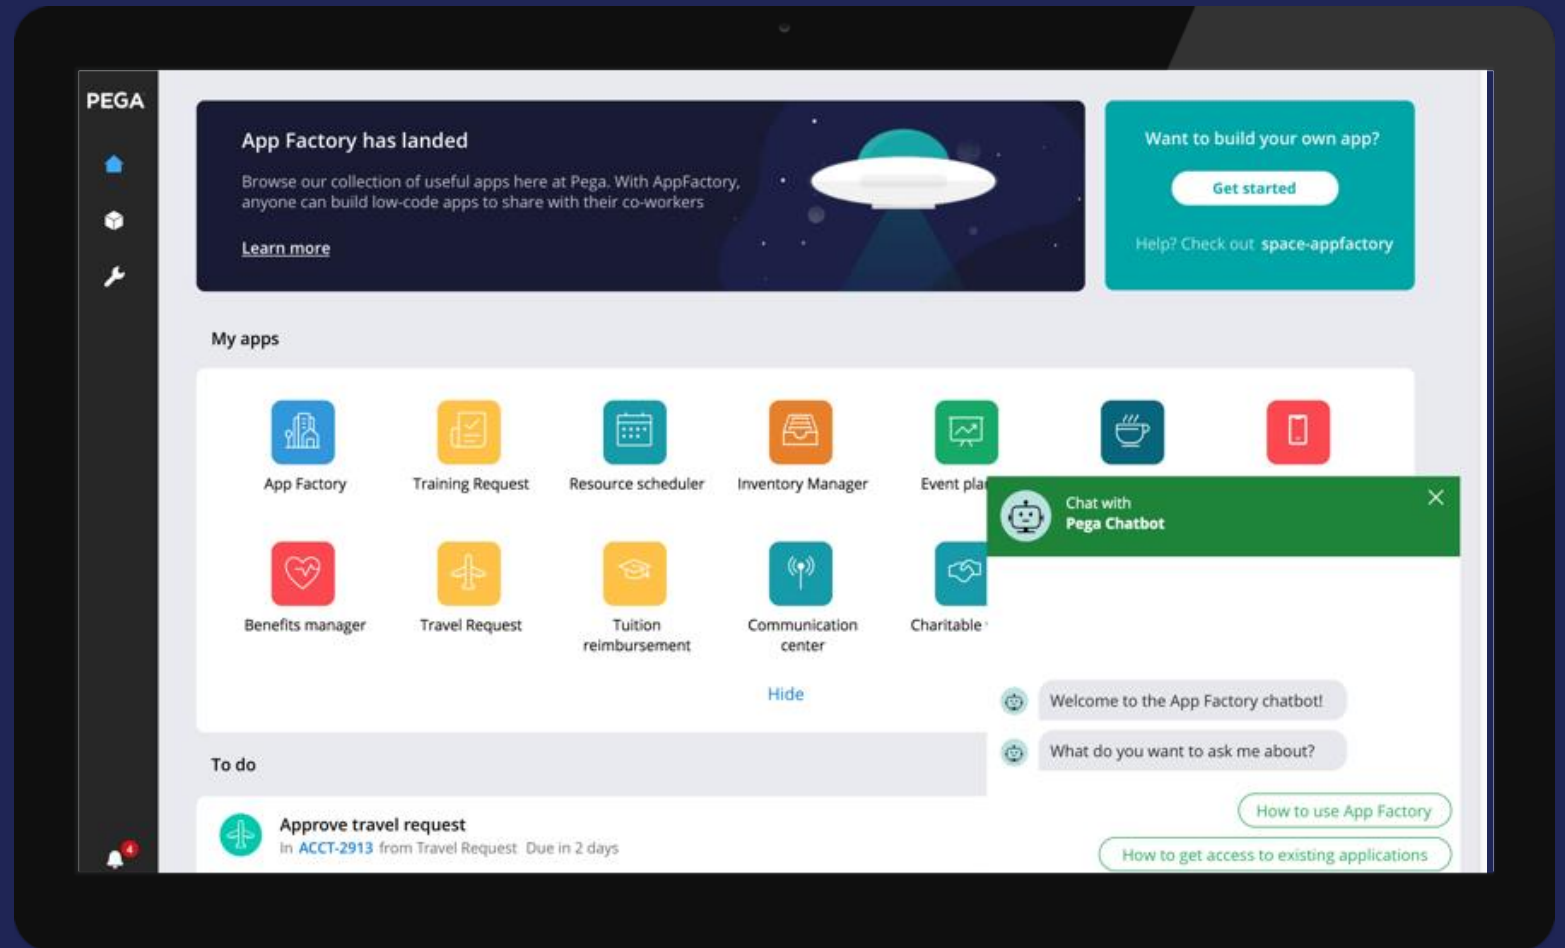 PEGA
App Factory has landed
Browse our collection of useful apps here at Pega. With AppFactory,
anyone can build low-code apps to share with their co-workers
Learn more
Want to build your own app?
Get started
Help? Check out space-appfactory
My apps
App Factory
Training Request
Resource scheduler
Inventory Manager
Event
Benefits manager
Travel Request
Tuition
reimbursement
Communication
center
Charitable
Hide
Chat with
Pega Chatbot
Welcome to the App Factory chatbot!
What do you want to ask me about?
How to use App Factory
How to get access to existing applications
To do
Approve travel request
In ACCT-2913 from Travel Request Due in 2 days
4